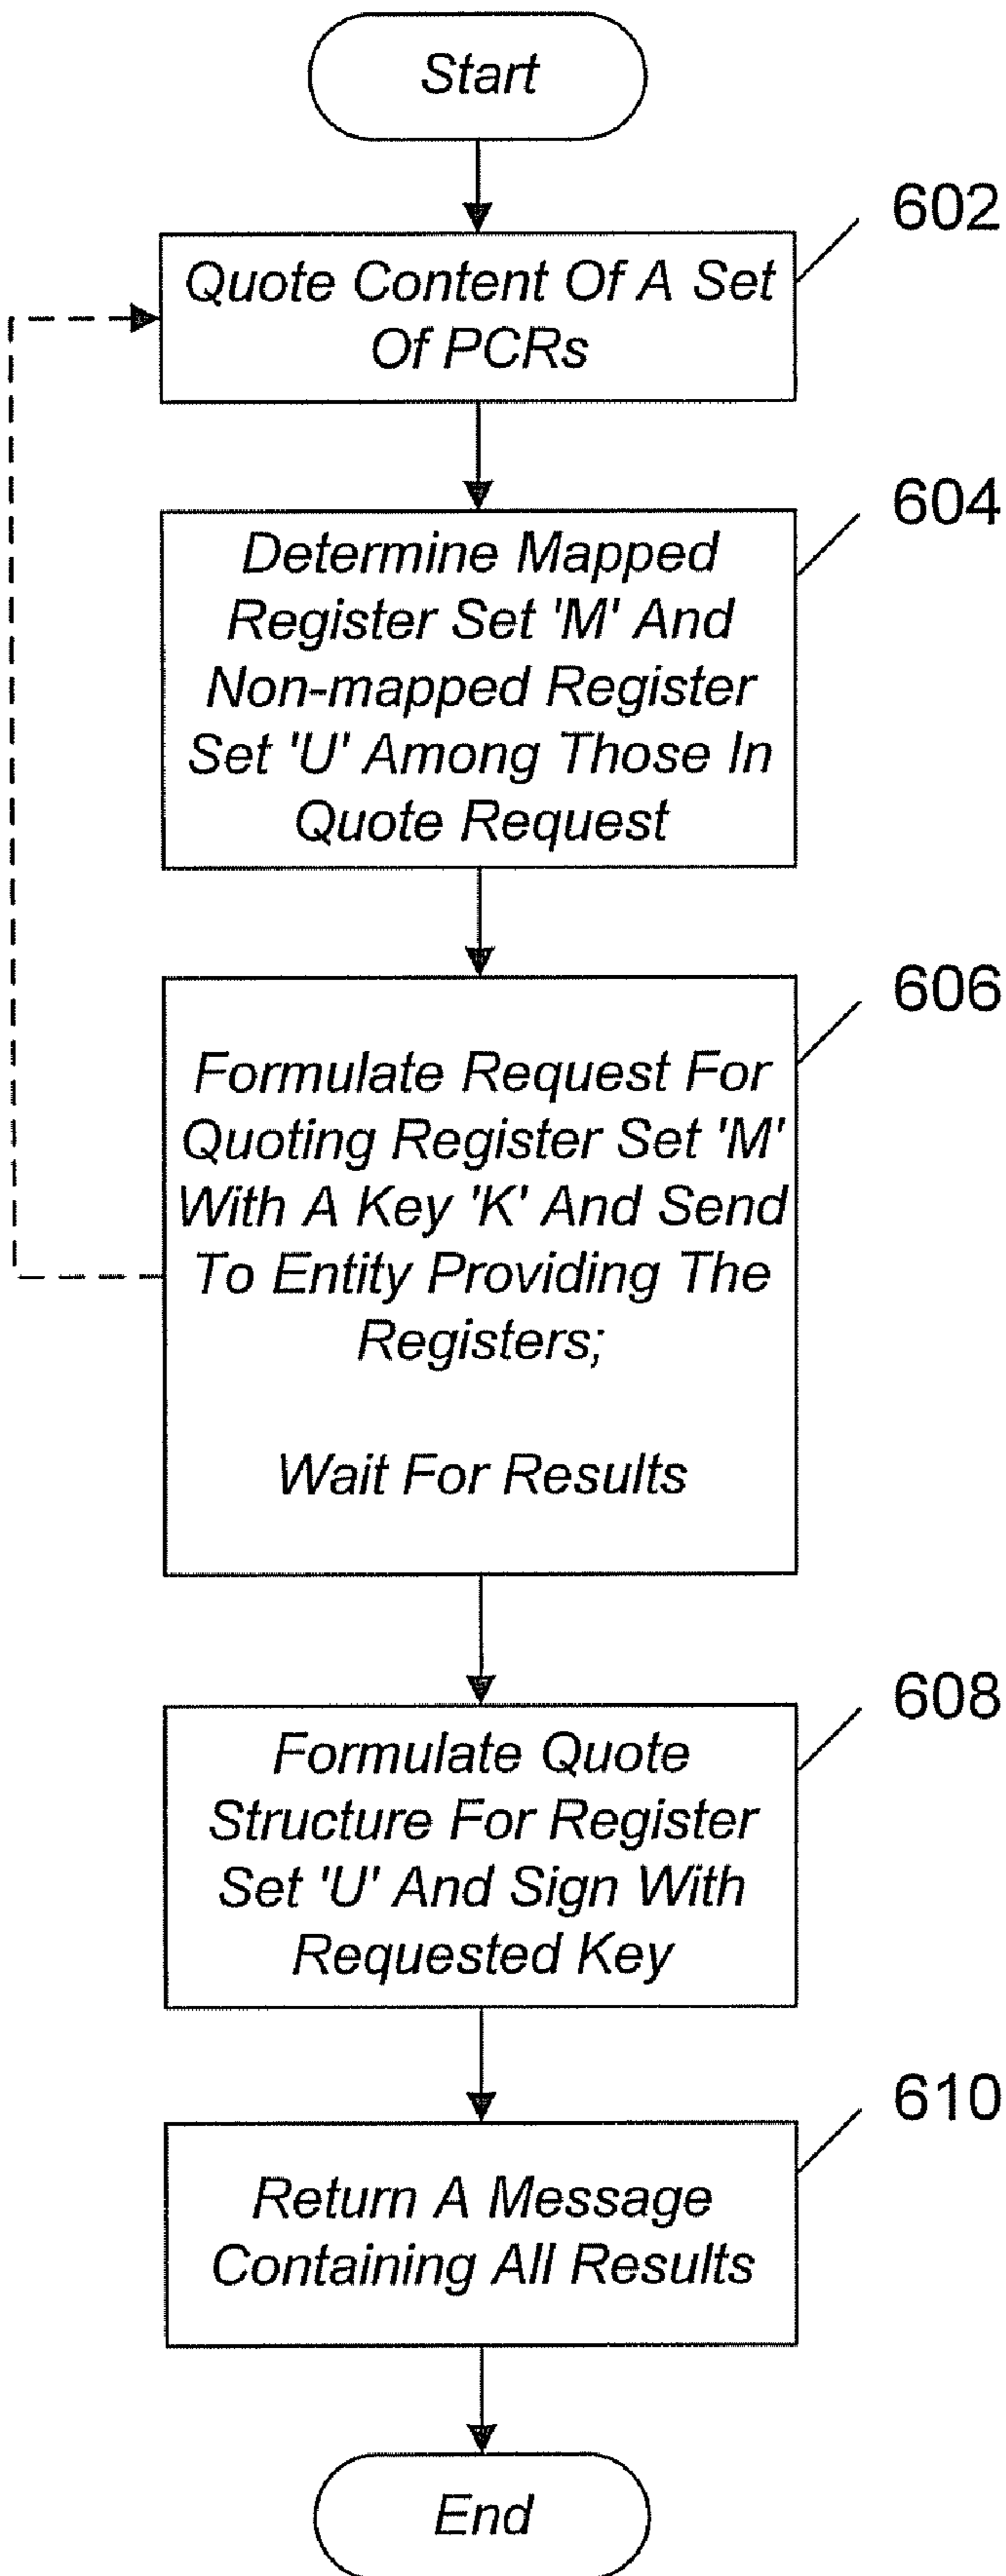 Start
602
Quote Content Of A Set
Of PCRs
604
Determine Mapped
Register Set 'M' And
Non-mapped Register
Set 'U' Among Those In
Quote Request
606
Formulate Request For
Quoting Register Set 'M'
With A Key 'K' And Send
To Entity Providing The
Registers;
Wait For Results
608
Formulate Quote
Structure For Register
Set 'U' And Sign With
Requested Key
610
Return A Message
Containing All Results
End